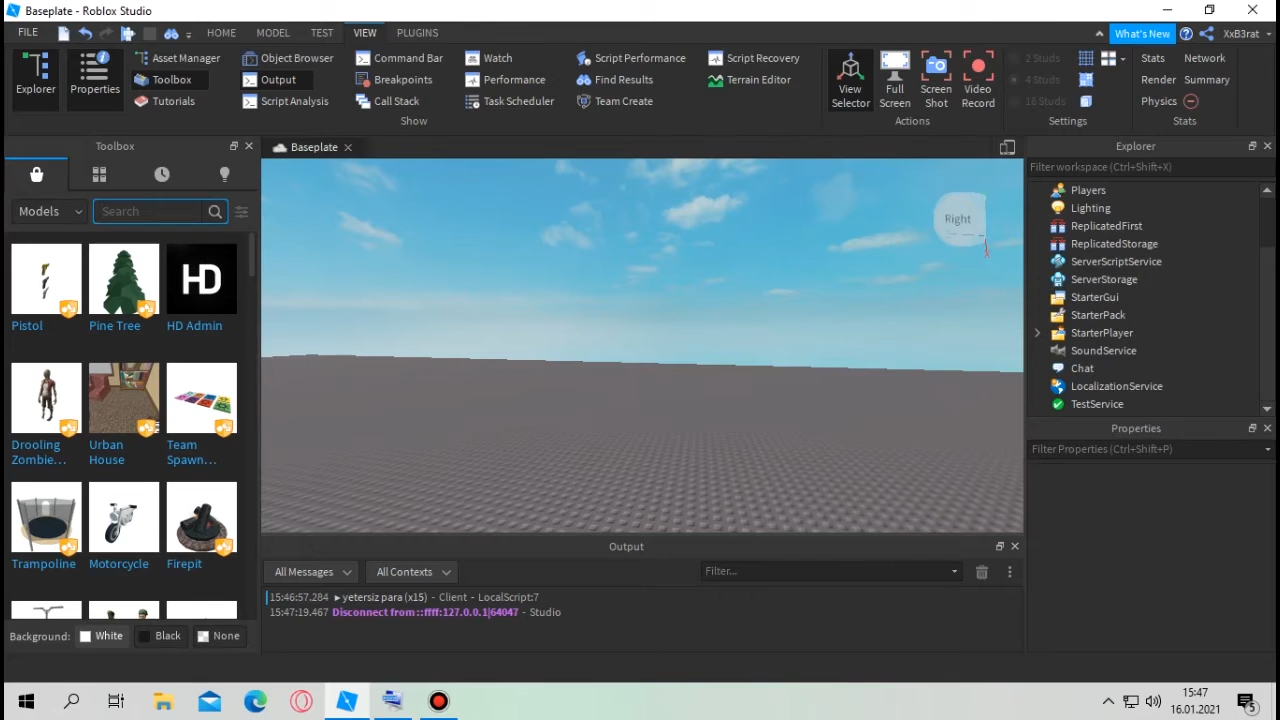 Baseplate - Roblox Studio
FILE
HOME
MODEL
TEST
VIEW
PLUGINS
What's New
XxB3rat
Explorer
Properties
Asset Manager
Toolbox
Tutorials
Object Browser
Output
Script Analysis
Command Bar
Breakpoints
Call Stack
Watch
Performance
Task Scheduler
Script Performance
Find Results
Team Create
Script Recovery
Terrain Editor
Show
View Selector
Full Screen
Screen Shot
Video Record
Actions
2 Studs
4 Studs
16 Studs
Settings
Stats
Network
Render
Summary
Physics
Stats
Toolbox
Models
Search
Pistol
Pine Tree
HD
HD Admin
Drooling Zombie...
Urban House
Team Spawn...
Trampoline
Motorcycle
Firepit
Background:
White
Black
None
Baseplate
Right
Output
All Messages
All Contexts
Filter...
15:46:57.284 ▸ yetersiz para (x15) - Client - LocalScript:7
15:47:19.467 Disconnect from ::ffff:127.0.0.1|64047 - Studio
Explorer
Filter workspace (Ctrl+Shift+X)
Players
Lighting
ReplicatedFirst
ReplicatedStorage
ServerScriptService
ServerStorage
StarterGui
StarterPack
StarterPlayer
SoundService
Chat
LocalizationService
TestService
Properties
Filter Properties (Ctrl+Shift+P)
15:47
16.01.2021
5